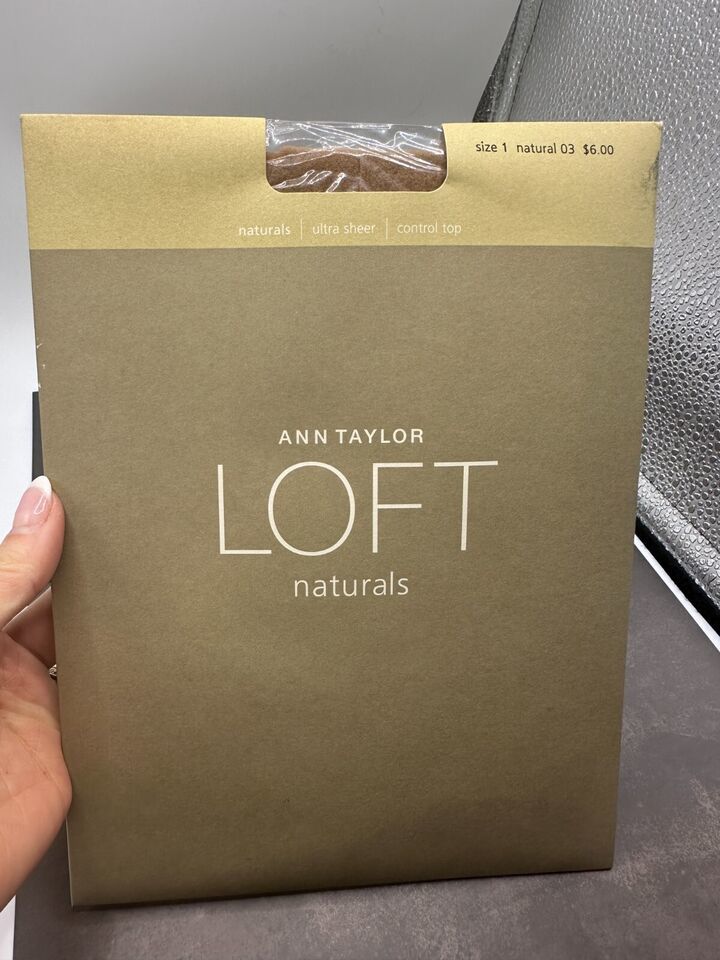 size 1 natural 03 $6.00
naturals | ultra sheer | control top
ANN TAYLOR
LOFT
naturals